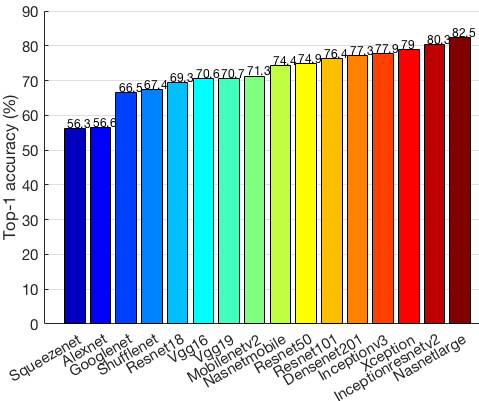 90
80
70
60
50
40
30
20
10
0
Top-1 accuracy (%)
56.3
56.6
66.5
67.4
69.3
70.6
70.7
71.3
74.4
74.9
76.4
77.3
77.9
79
80.3
82.5
Squeezenet
Alexnet
Googlenet
Shufflenet
Resnet18
Vgg16
Vgg19
Mobilenetv2
Nasnetmobile
Resnet50
Resnet101
Densenet201
Inceptionv3
Xception
Inceptionresnetv2
Nasnetlarge